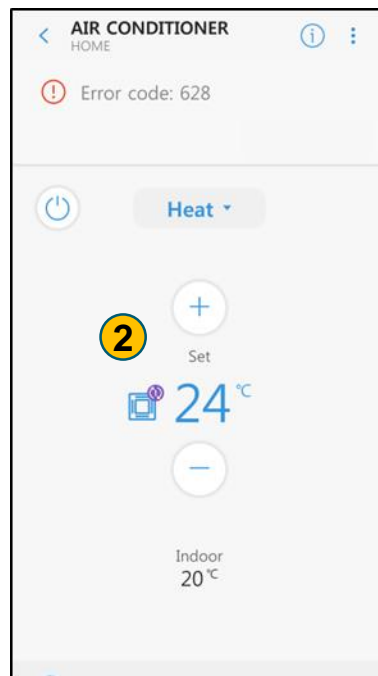 AIR CONDITIONER
HOME
Error code: 628
Heat
2
Set
24 ℃
Indoor
20 ℃